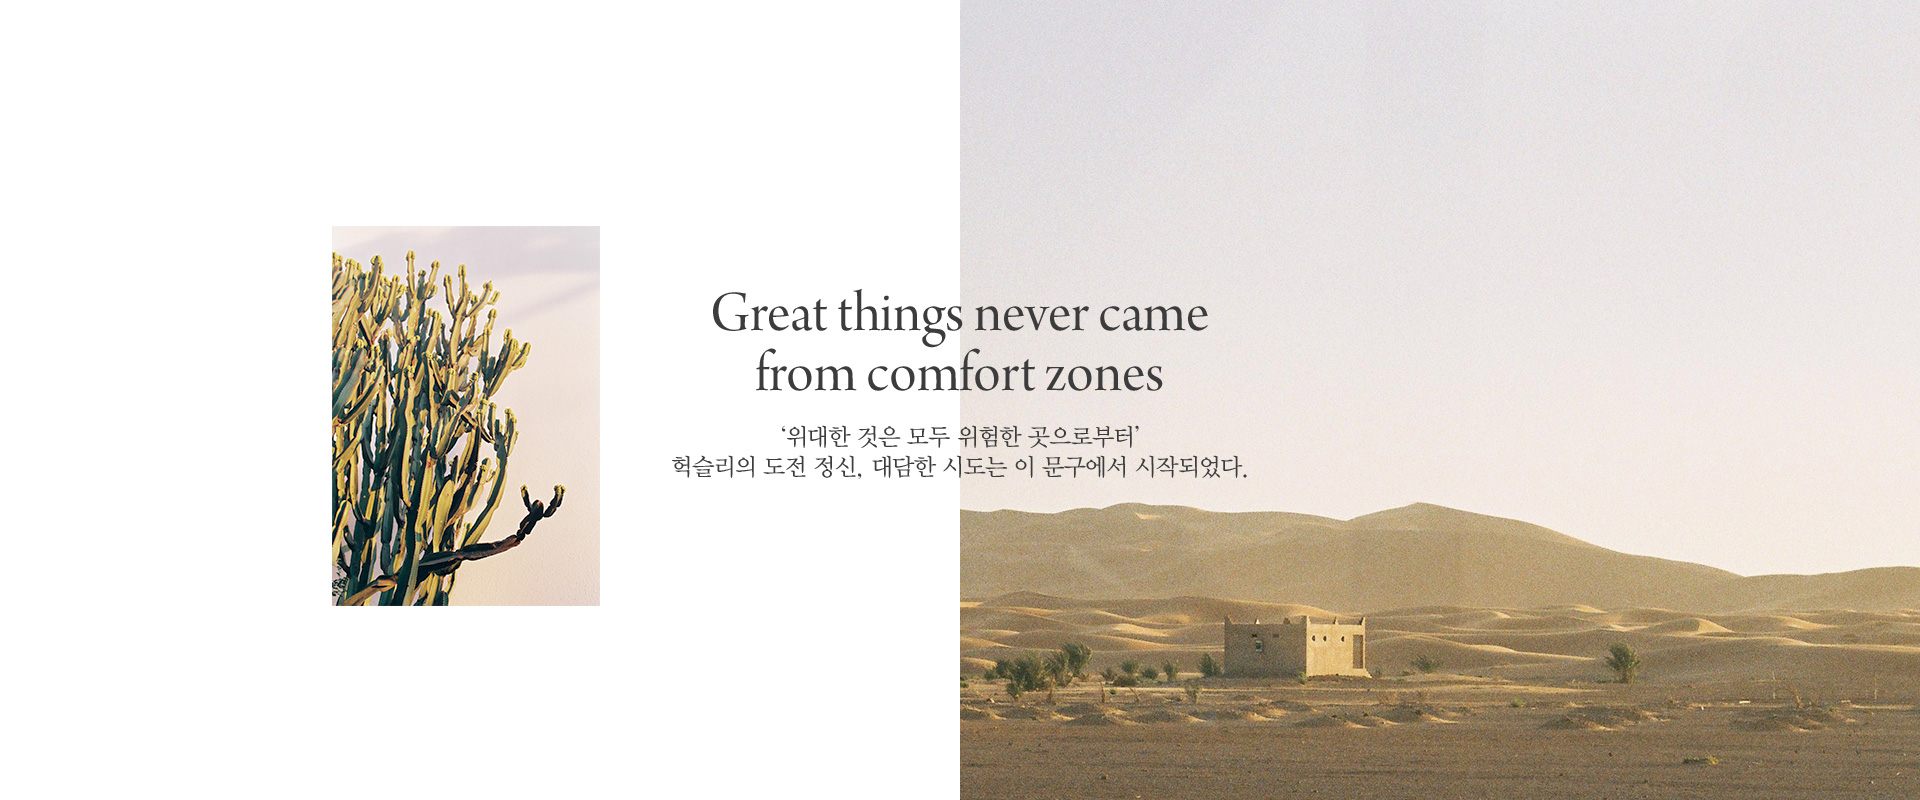 Great things never came
from comfort zones
‘위대한 것은 모두 위험한 곳으로부터’
헉슬리의 도전 정신, 대담한 시도는 이 문구에서 시작되었다.